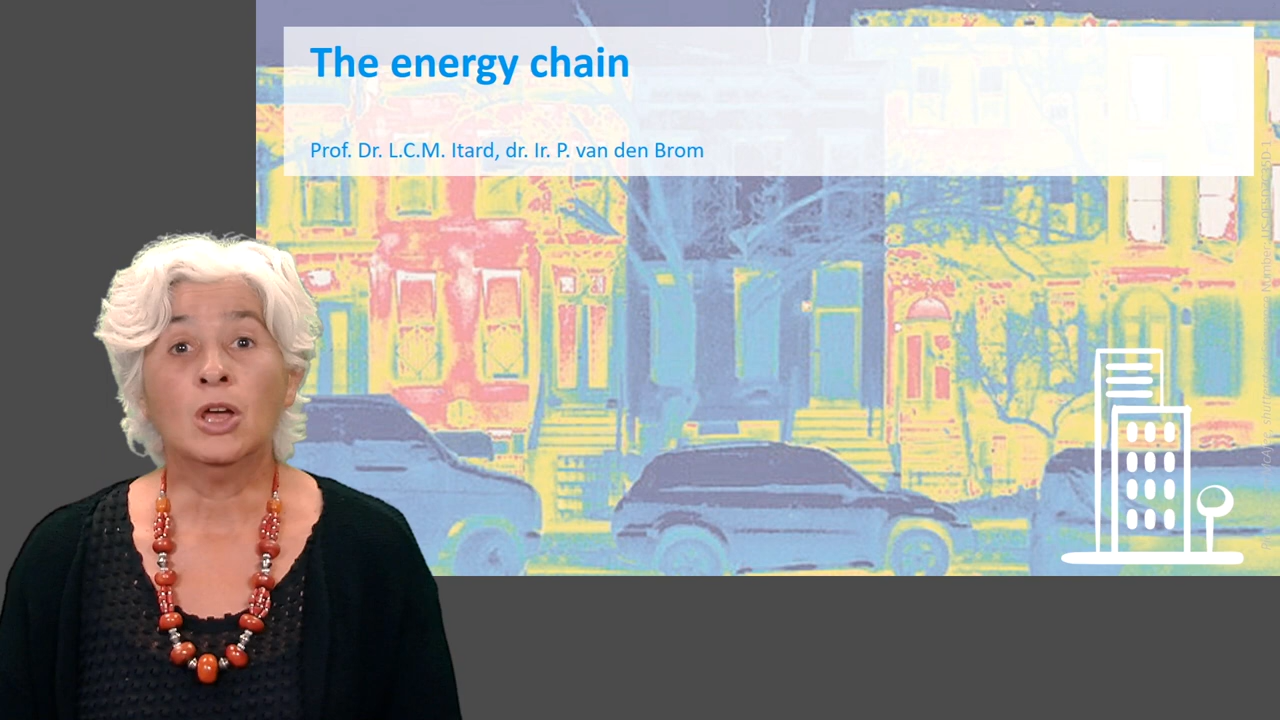 The energy chain
Prof. Dr. L.C.M. Itard, dr. Ir. P. van den Brom